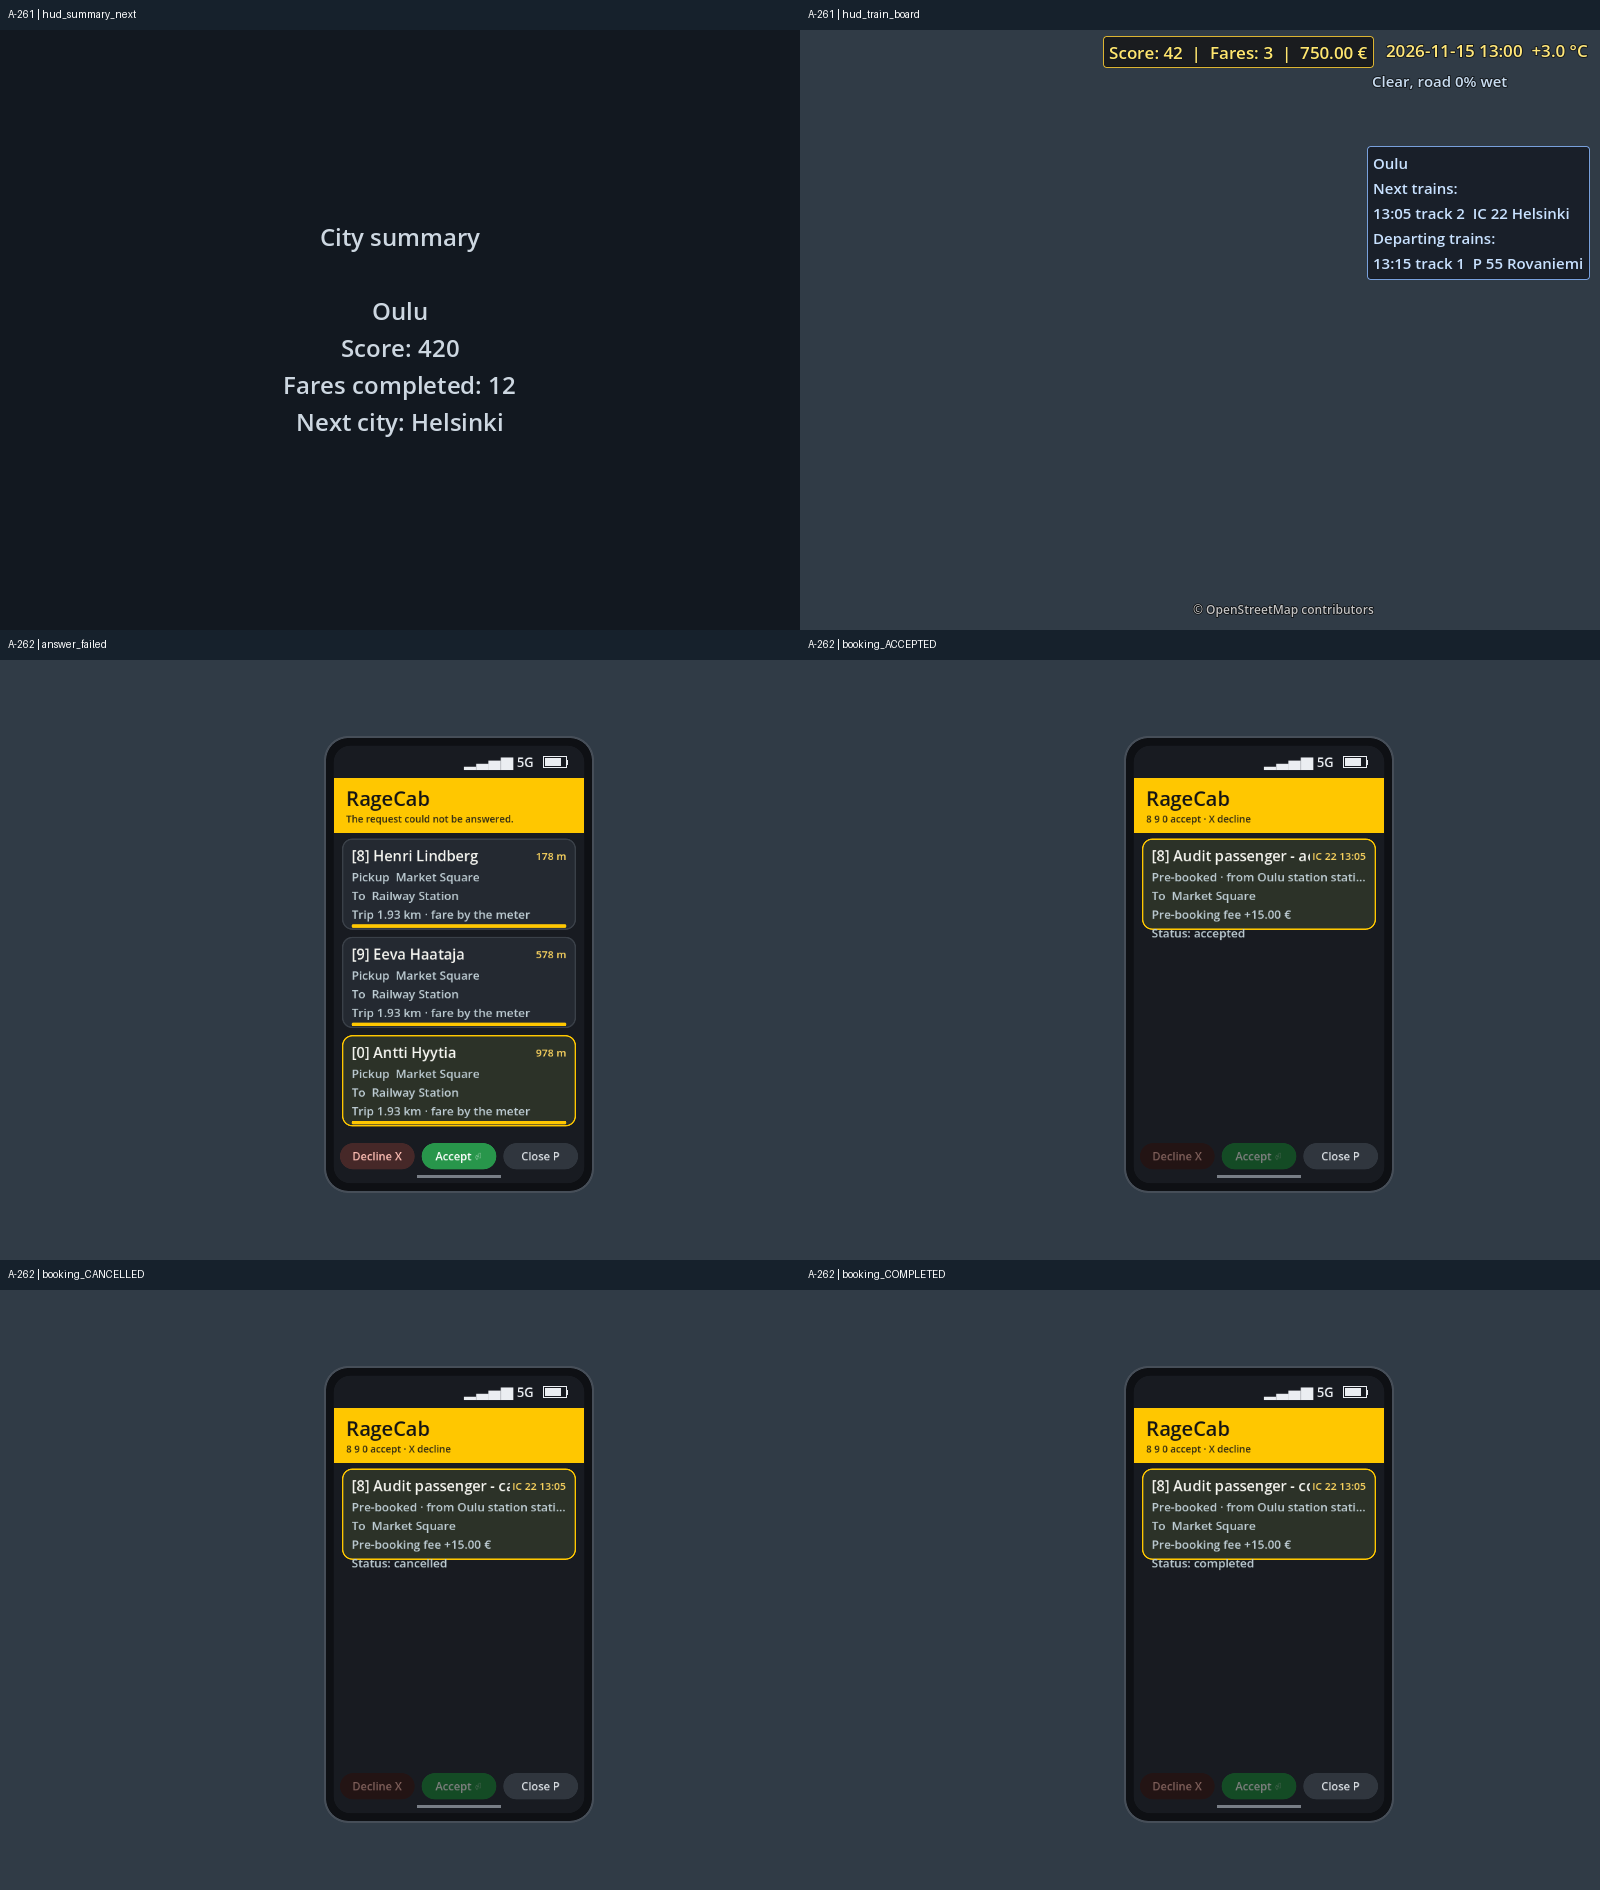 A-261 | hud_summary_next
City summary
Oulu
Score: 420
Fares completed: 12
Next city: Helsinki
A-261 | hud_train_board
Score: 42 | Fares: 3 | 750.00 €
2026-11-15 13:00 +3.0 °C
Clear, road 0% wet
Oulu
Next trains:
13:05 track 2 IC 22 Helsinki
Departing trains:
13:15 track 1 P 55 Rovaniemi
© OpenStreetMap contributors
A-262 | answer_failed
5G
RageCab
The request could not be answered.
[8] Henri Lindberg 178 m
Pickup Market Square
To Railway Station
Trip 1.93 km · fare by the meter
[9] Eeva Haataja 578 m
Pickup Market Square
To Railway Station
Trip 1.93 km · fare by the meter
[0] Antti Hyytia 978 m
Pickup Market Square
To Railway Station
Trip 1.93 km · fare by the meter
Decline X Accept ⏎ Close P
A-262 | booking_ACCEPTED
5G
RageCab
8 9 0 accept · X decline
[8] Audit passenger - a IC 22 13:05
Pre-booked · from Oulu station stati...
To Market Square
Pre-booking fee +15.00 €
Status: accepted
Decline X Accept ⏎ Close P
A-262 | booking_CANCELLED
5G
RageCab
8 9 0 accept · X decline
[8] Audit passenger - ca IC 22 13:05
Pre-booked · from Oulu station stati...
To Market Square
Pre-booking fee +15.00 €
Status: cancelled
Decline X Accept ⏎ Close P
A-262 | booking_COMPLETED
5G
RageCab
8 9 0 accept · X decline
[8] Audit passenger - co IC 22 13:05
Pre-booked · from Oulu station stati...
To Market Square
Pre-booking fee +15.00 €
Status: completed
Decline X Accept ⏎ Close P